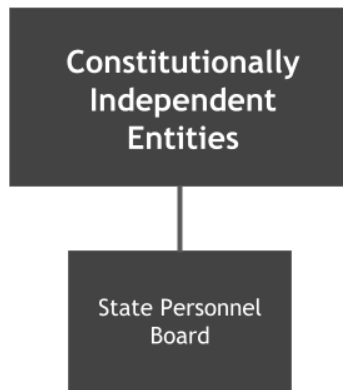 Constitutionally
Independent
Entities
State Personnel
Board